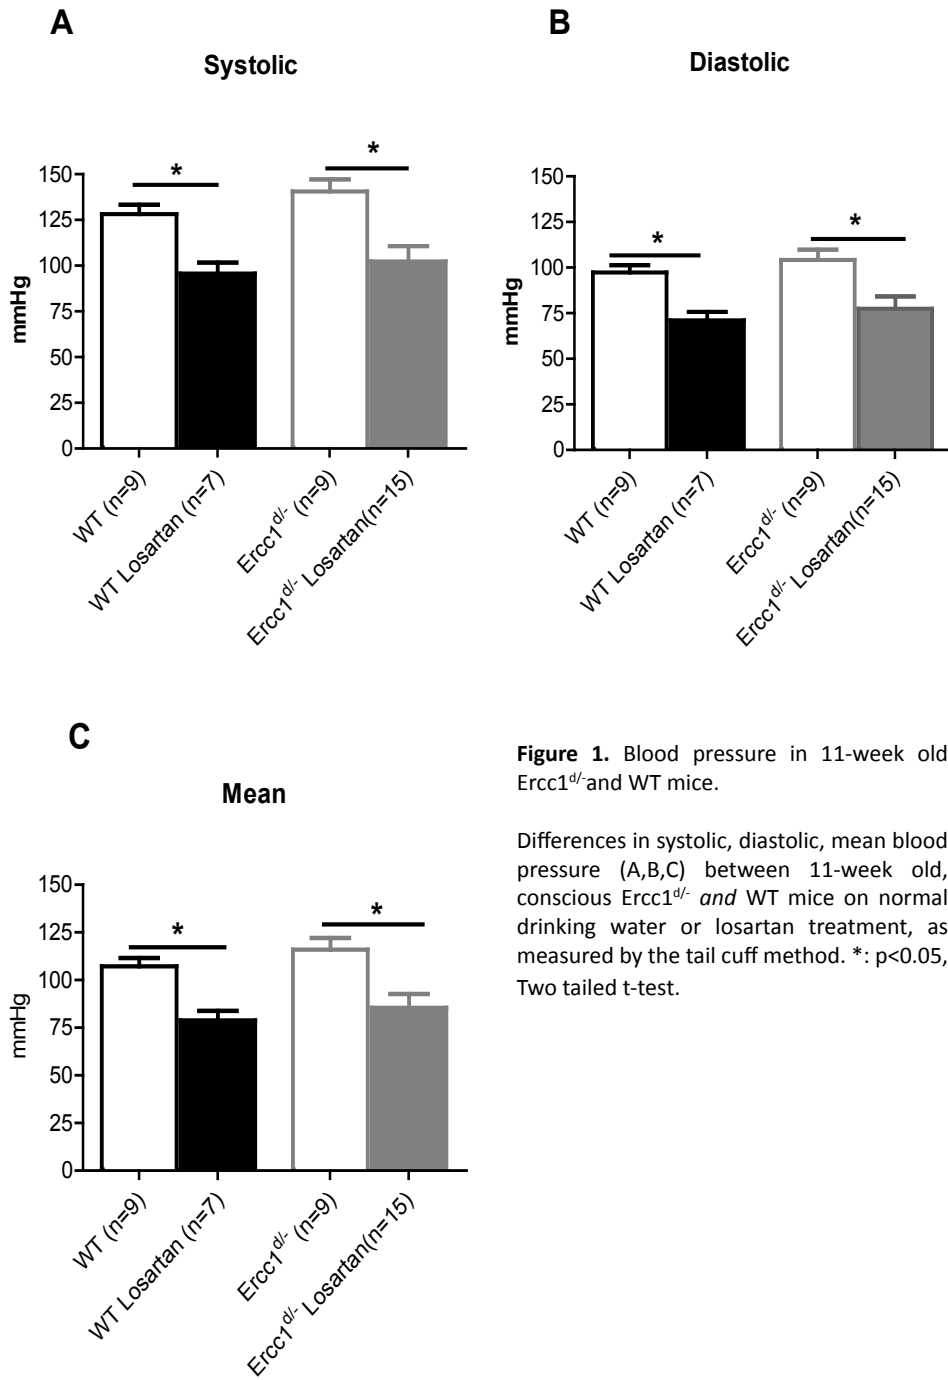 A
Systolic
mmHg
150
125
100
75
50
25
0
*
*
WT (n=9)
WT Losartan (n=7)
Ercc1d/- (n=9)
Ercc1d/- Losartan(n=15)
B
Diastolic
mmHg
150
125
100
75
50
25
0
*
*
WT (n=9)
WT Losartan (n=7)
Ercc1d/- (n=9)
Ercc1d/- Losartan(n=15)
C
Mean
mmHg
150
125
100
75
50
25
0
*
*
WT (n=9)
WT Losartan (n=7)
Ercc1d/- (n=9)
Ercc1d/- Losartan(n=15)
Figure 1. Blood pressure in 11-week old
Ercc1d/-and WT mice.
Differences in systolic, diastolic, mean blood
pressure (A,B,C) between 11-week old,
conscious Ercc1d/- and WT mice on normal
drinking water or losartan treatment, as
measured by the tail cuff method. *: p<0.05,
Two tailed t-test.